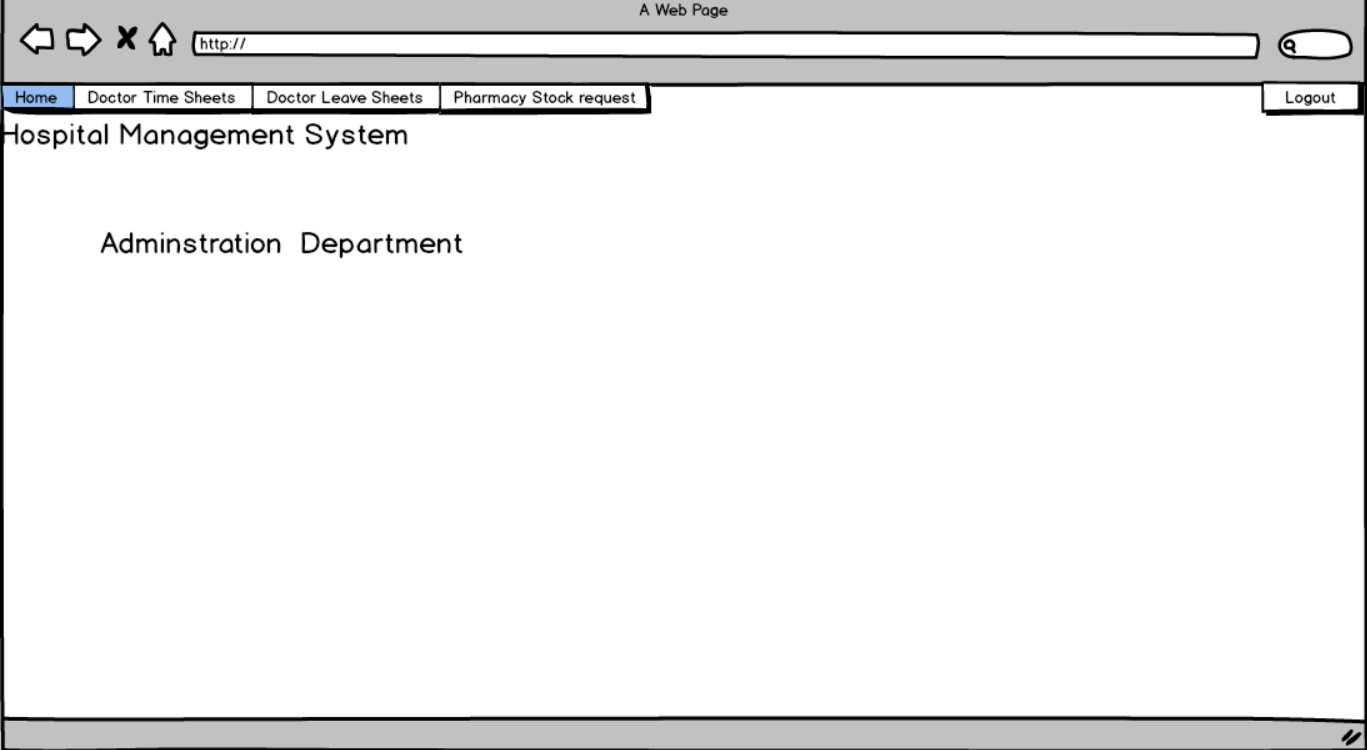 A Web Page
http://
Home Doctor Time Sheets Doctor Leave Sheets Pharmacy Stock request Logout
Hospital Management System
Adminstration Department